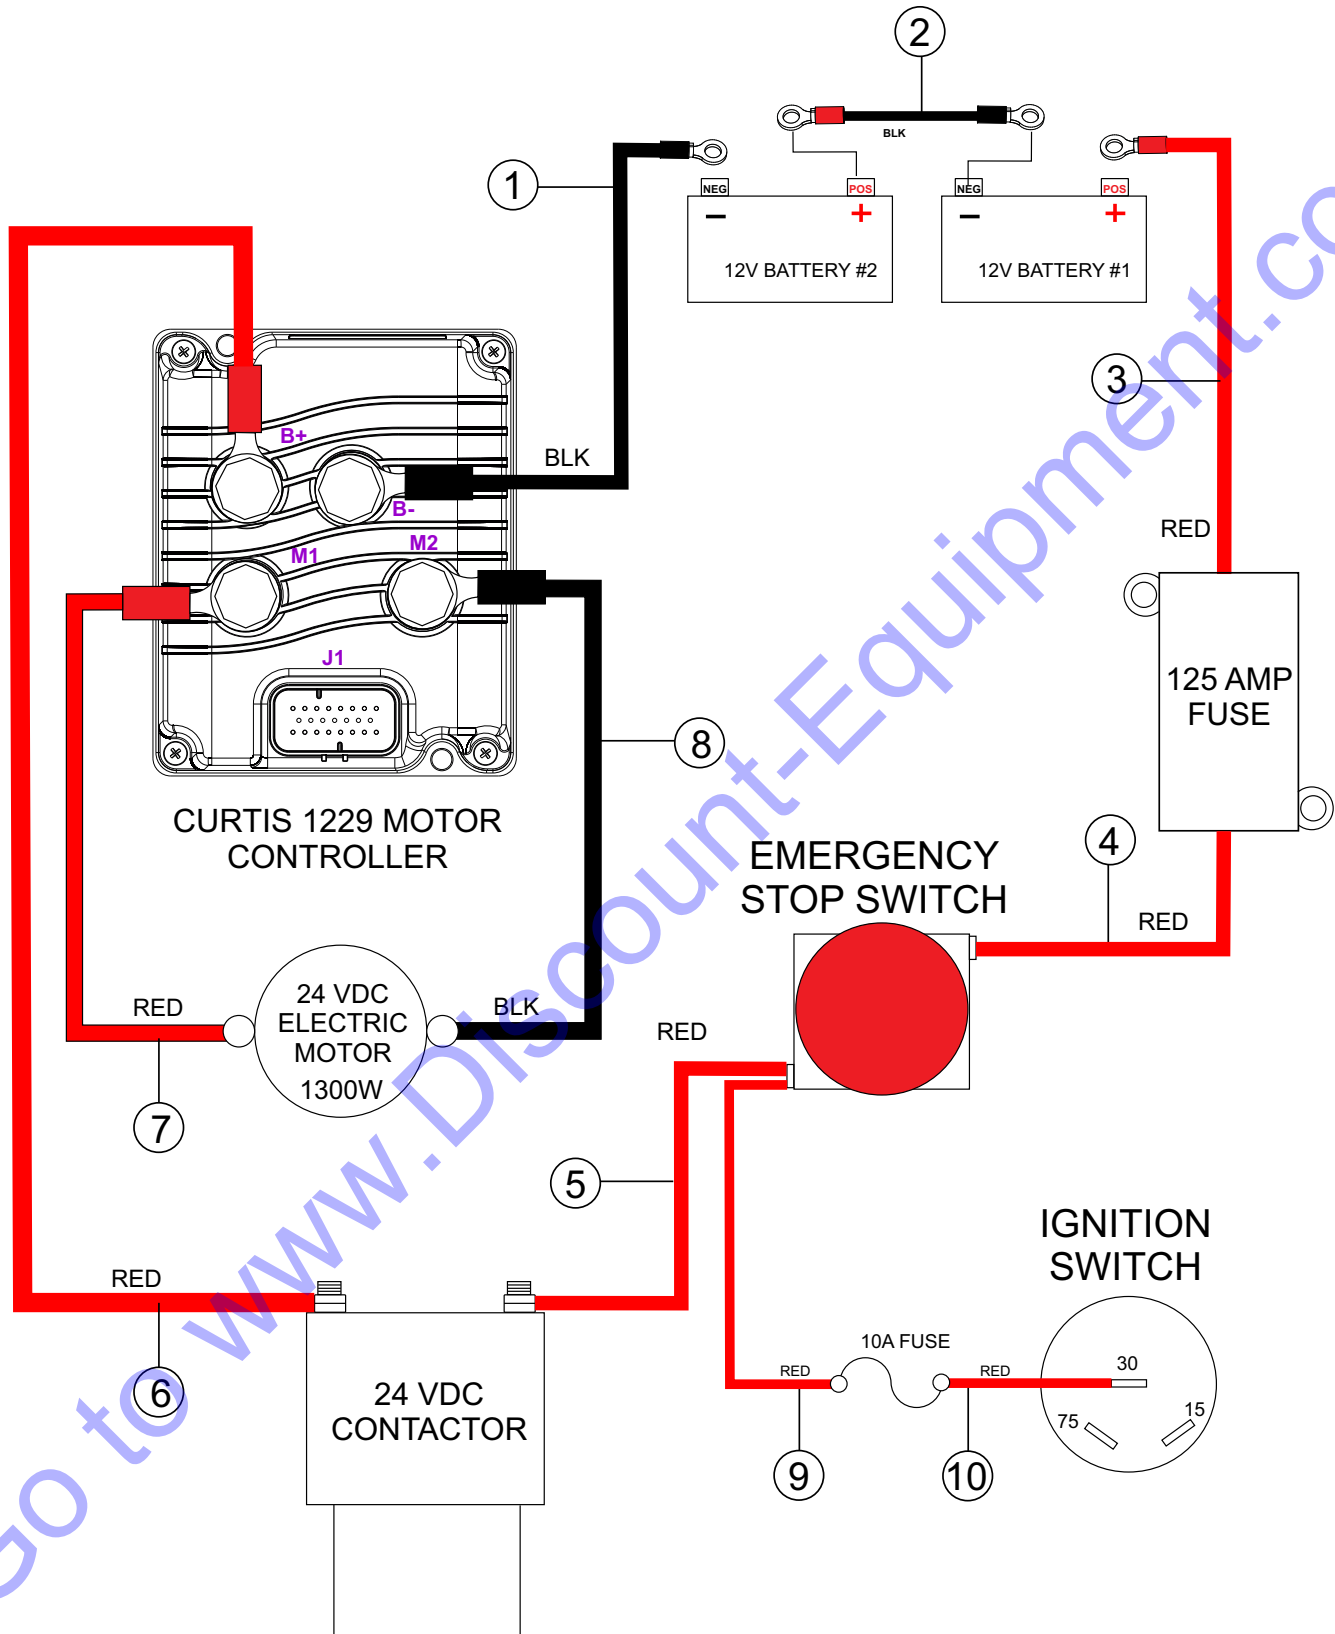 2
BLK
1
NEG
POS
NEG
POS
12V BATTERY #2
12V BATTERY #1
3
B+
BLK
B-
M1
M2
RED
J1
125 AMP
FUSE
8
CURTIS 1229 MOTOR
CONTROLLER
EMERGENCY
STOP SWITCH
4
RED
24 VDC
ELECTRIC
MOTOR
1300W
RED
BLK
RED
7
5
IGNITION
SWITCH
RED
6
24 VDC
CONTACTOR
10A FUSE
RED
RED
30
75
15
9
10
Go to www.Discount-Equipment.co